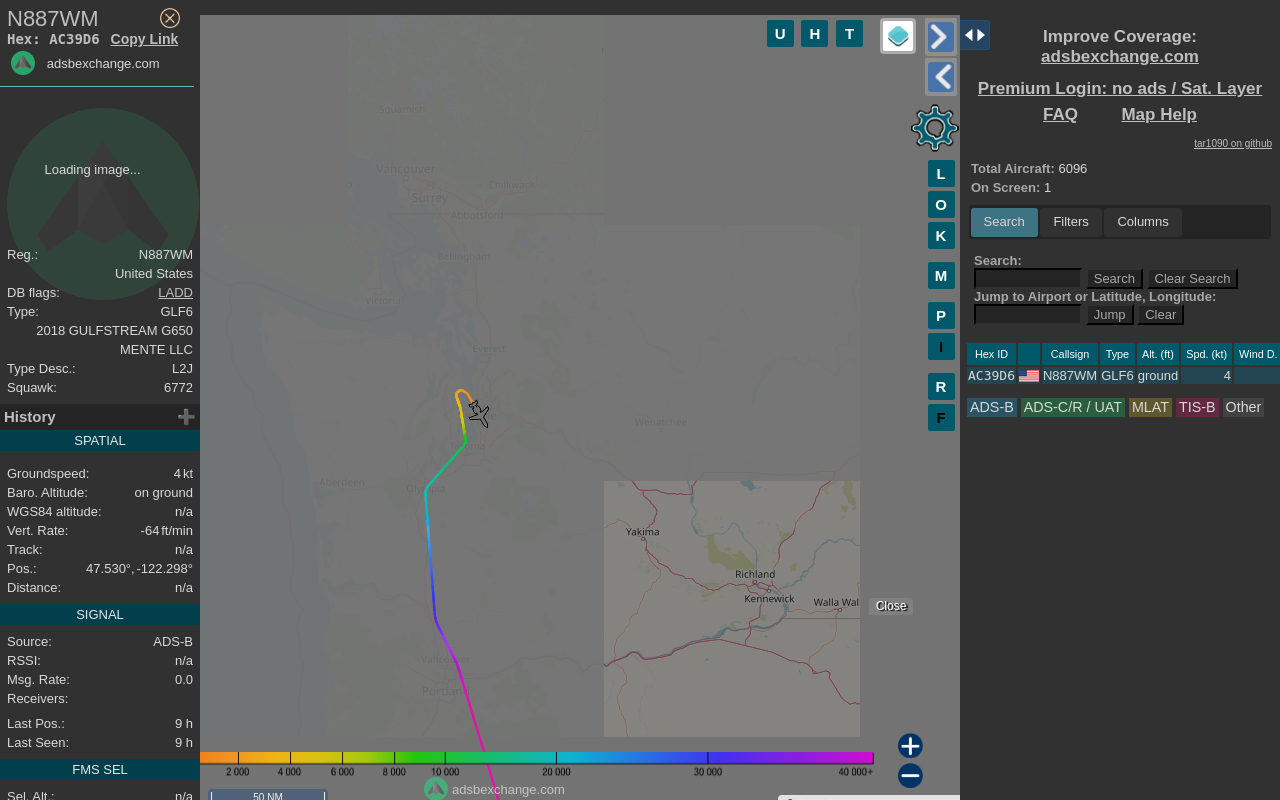 N887WM
Hex: AC39D6 Copy Link
adsbexchange.com
Loading image...
Reg.: N887WM
United States
DB flags: LADD
Type: GLF6
2018 GULFSTREAM G650
MENTE LLC
Type Desc.: L2J
Squawk: 6772
History
SPATIAL
Groundspeed: 4 kt
Baro. Altitude: on ground
WGS84 altitude: n/a
Vert. Rate: -64 ft/min
Track: n/a
Pos.: 47.530°, -122.298°
Distance: n/a
SIGNAL
Source: ADS-B
RSSI: n/a
Msg. Rate: 0.0
Receivers:
Last Pos.: 9 h
Last Seen: 9 h
FMS SEL
Sel. Alt.: n/a
U H T
L
O
K
M
P
I
R
F
Squamish
Vancouver
Surrey
Chilliwack
Abbotsford
Bellingham
Victoria
Everett
Wenatchee
Tacoma
Aberdeen
Olympia
Yakima
Richland
Kennewick
Walla Wal
Vancouver
Portland
Close
2 000 4 000 6 000 8 000 10 000 20 000 30 000 40 000+
adsbexchange.com
50 NM
Improve Coverage:
adsbexchange.com
Premium Login: no ads / Sat. Layer
FAQ Map Help
tar1090 on github
Total Aircraft: 6096
On Screen: 1
Search Filters Columns
Search:
Search Clear Search
Jump to Airport or Latitude, Longitude:
Jump Clear
Hex ID Callsign Type Alt. (ft) Spd. (kt) Wind D.
AC39D6 N887WM GLF6 ground 4
ADS-B ADS-C/R / UAT MLAT TIS-B Other